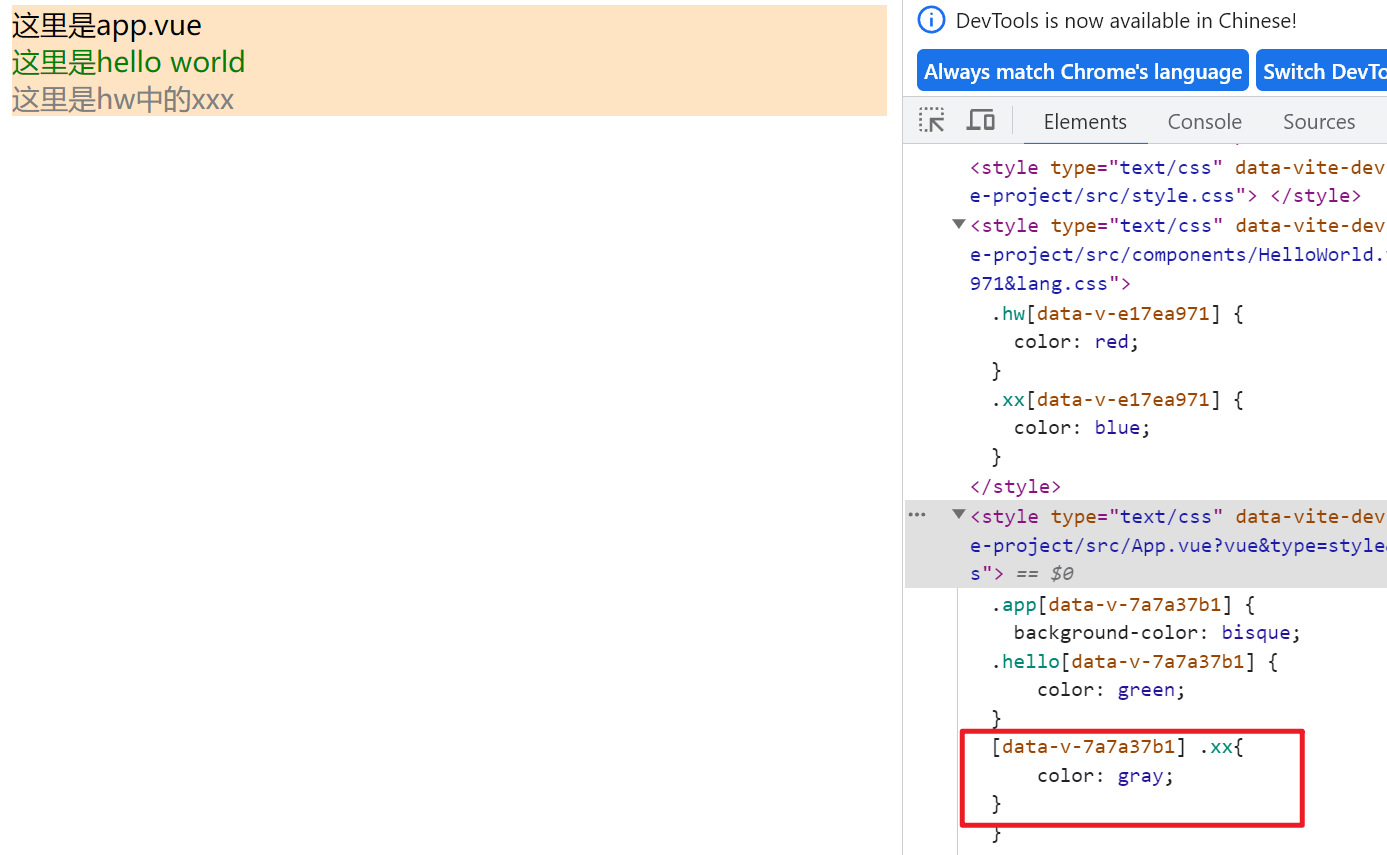 这里是app.vue
这里是hello world
这里是hw中的xxx
DevTools is now available in Chinese!
Always match Chrome's language
Switch DevTo
Elements
Console
Sources
<style type="text/css" data-vite-dev
e-project/src/style.css"> </style>
<style type="text/css" data-vite-dev
e-project/src/components/HelloWorld.
971&lang.css">
.hw[data-v-e17ea971] {
color: red;
}
.xx[data-v-e17ea971] {
color: blue;
}
</style>
<style type="text/css" data-vite-dev
e-project/src/App.vue?vue&type=style
s"> == $0
.app[data-v-7a7a37b1] {
background-color: bisque;
.hello[data-v-7a7a37b1] {
color: green;
}
[data-v-7a7a37b1] .xx{
color: gray;
}
}